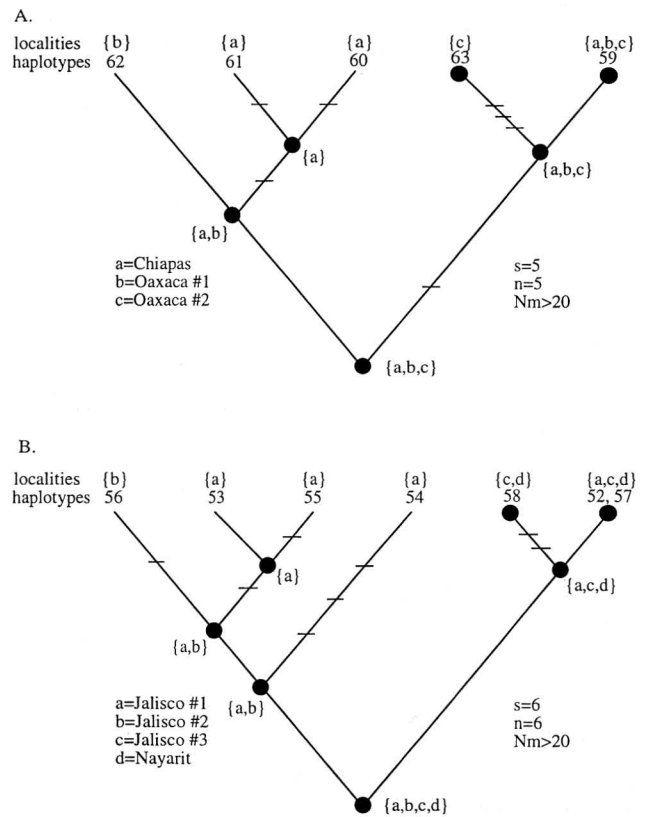 A.
localities {b} {a} {a} {c} {a,b,c}
haplotypes 62 61 60 63 59
{a}
{a,b,c}
{a,b}
a=Chiapas
b=Oaxaca #1
c=Oaxaca #2
s=5
n=5
Nm>20
{a,b,c}
B.
localities {b} {a} {a} {a} {c,d} {a,c,d}
haplotypes 56 53 55 54 58 52, 57
{a}
{a,c,d}
{a,b}
{a,b}
a=Jalisco #1
b=Jalisco #2
c=Jalisco #3
d=Nayarit
s=6
n=6
Nm>20
{a,b,c,d}